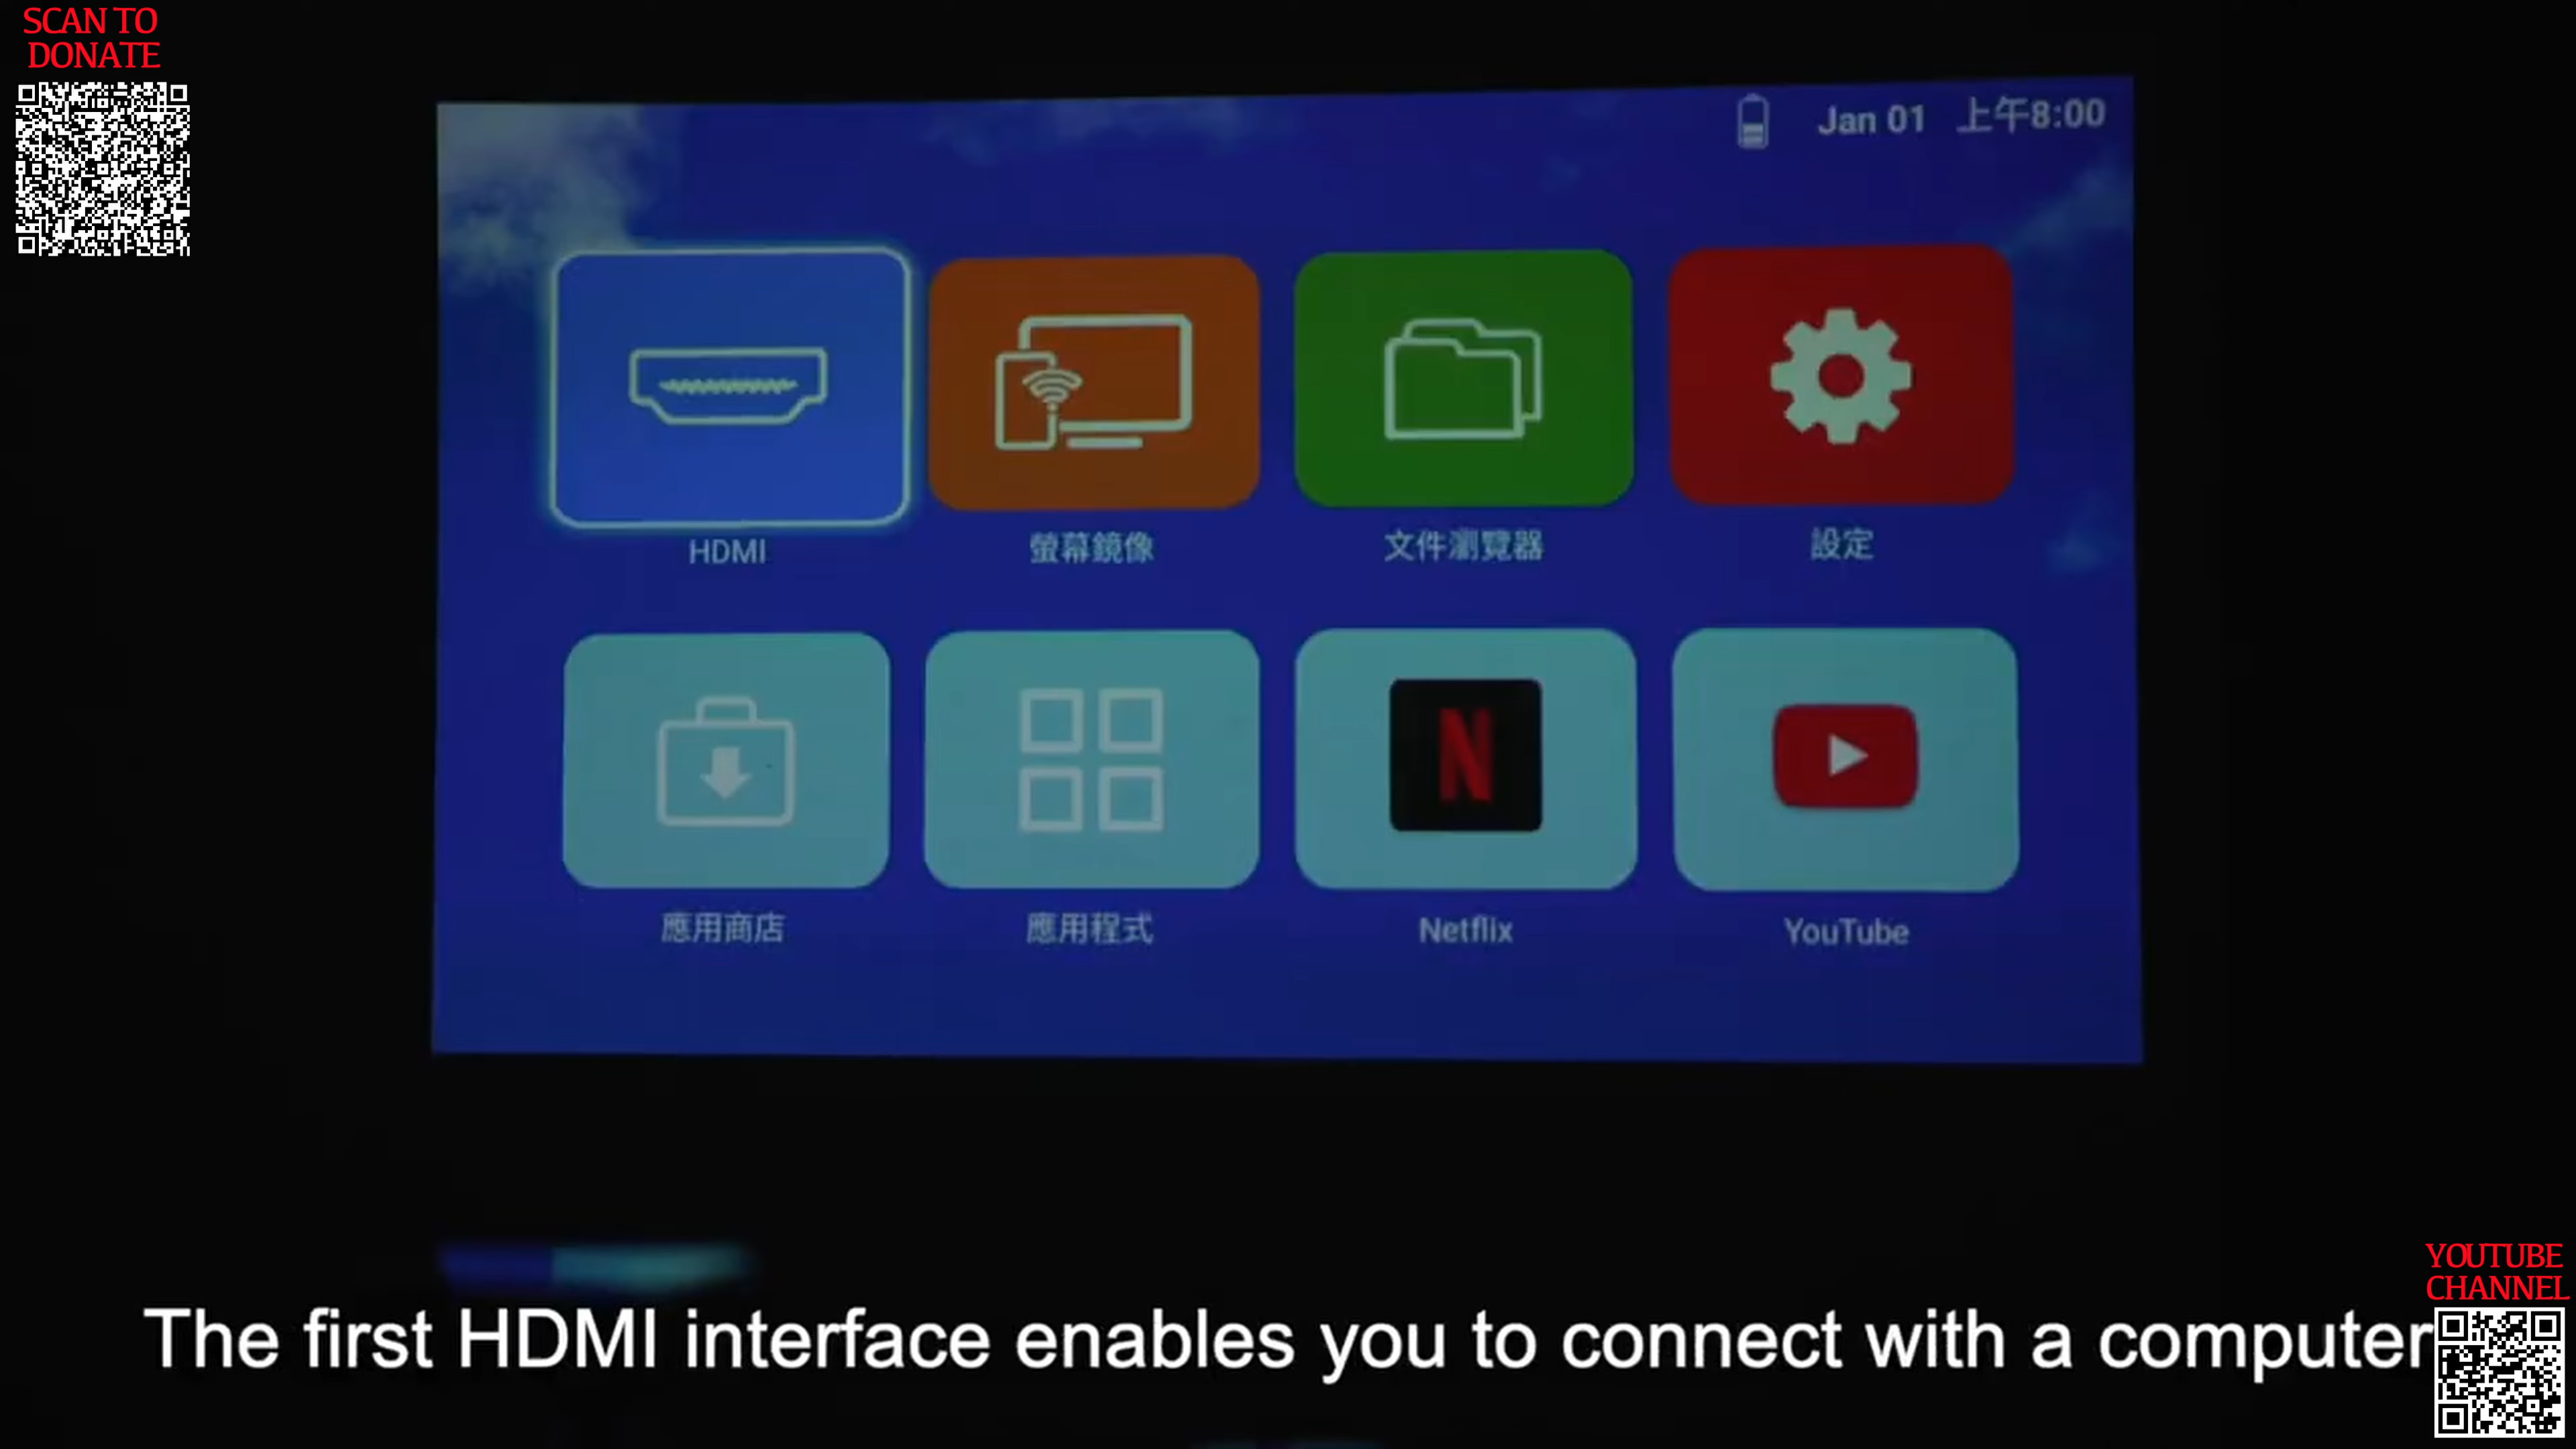 SCAN TO
DONATE
Jan 01 上午8:00
HDMI
螢幕鏡像
文件瀏覽器
設定
N
應用商店
應用程式
Netflix
YouTube
The first HDMI interface enables you to connect with a computer
YOUTUBE
CHANNEL